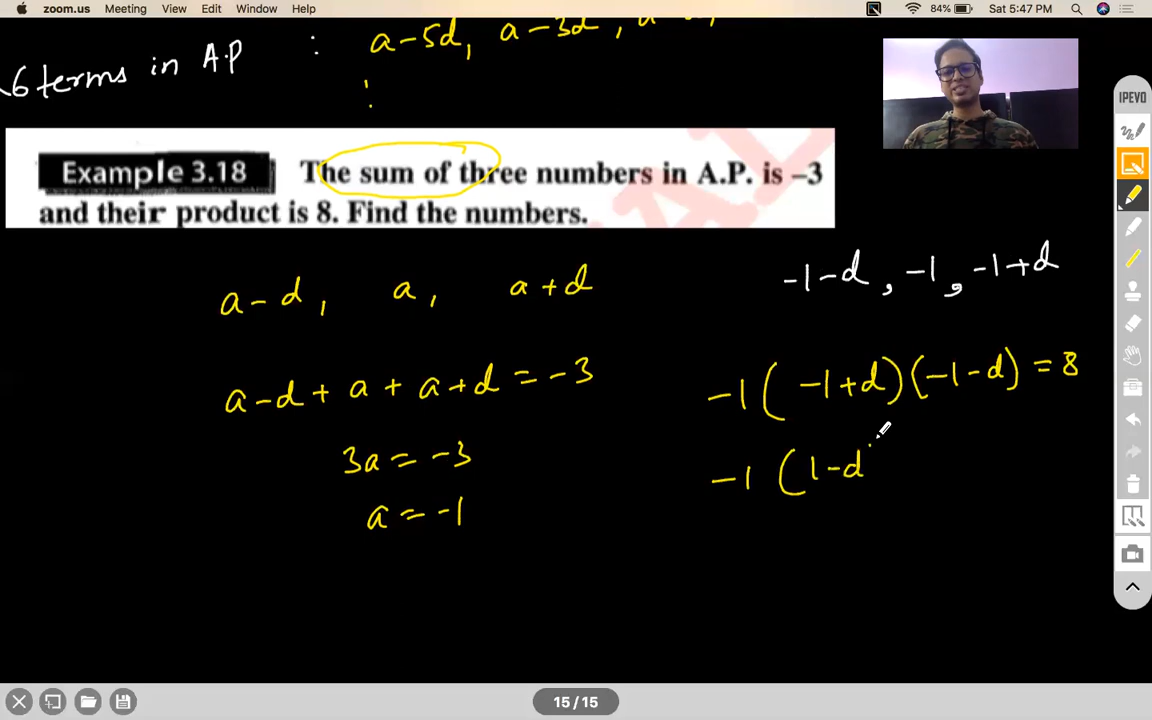 zoom.us Meeting View Edit Window Help 84% Sat 5:47 PM
6 terms in A.P : a-5d, a-3d,
IPEVO
Example 3.18 The sum of three numbers in A.P. is –3
and their product is 8. Find the numbers.
a-d, a, a+d
-1-d, -1, -1+d
a-d+a+a+d=-3
-1(-1+d)(-1-d)=8
3a=-3
-1(1-d
a=-1
15/15